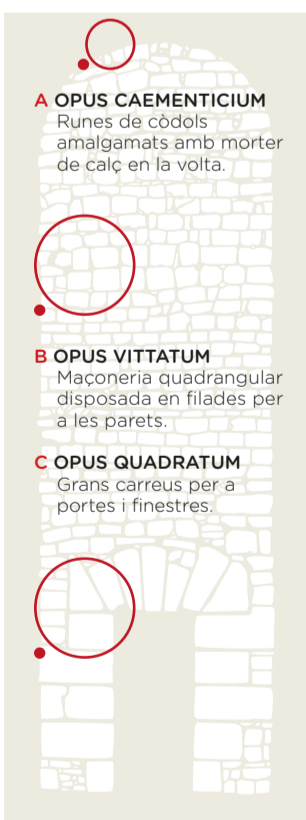 A OPUS CAEMENTICIUM
Runes de còdols
amalgamats amb morter
de calç en la volta.
B OPUS VITTATUM
Maçoneria quadrangular
disposada en filades per
a les parets.
C OPUS QUADRATUM
Grans carreus per a
portes i finestres.